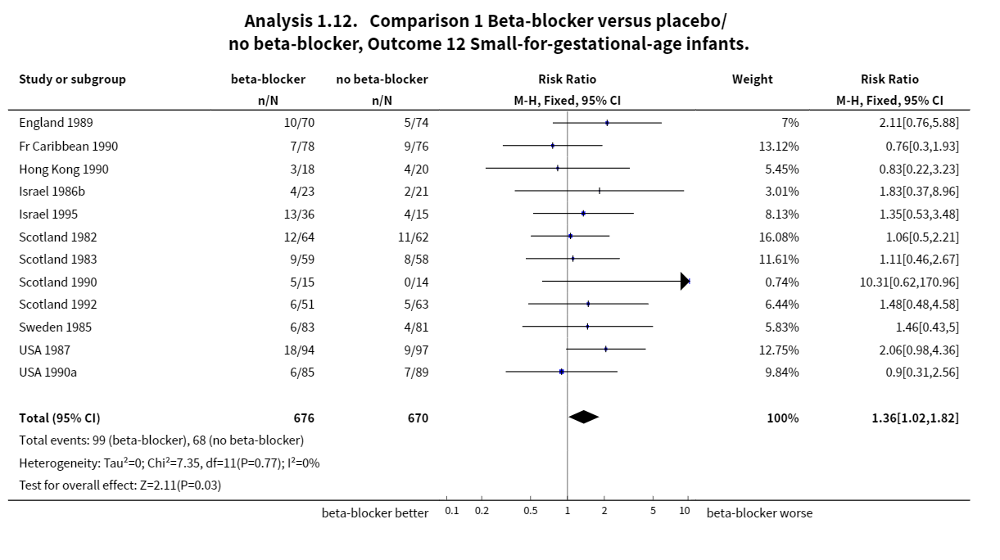 Analysis 1.12. Comparison 1 Beta-blocker versus placebo/
no beta-blocker, Outcome 12 Small-for-gestational-age infants.
Study or subgroup beta-blocker no beta-blocker Risk Ratio Weight Risk Ratio
n/N n/N M-H, Fixed, 95% CI M-H, Fixed, 95% CI
England 1989 10/70 5/74 7% 2.11[0.76,5.88]
Fr Caribbean 1990 7/78 9/76 13.12% 0.76[0.3,1.93]
Hong Kong 1990 3/18 4/20 5.45% 0.83[0.22,3.23]
Israel 1986b 4/23 2/21 3.01% 1.83[0.37,8.96]
Israel 1995 13/36 4/15 8.13% 1.35[0.53,3.48]
Scotland 1982 12/64 11/62 16.08% 1.06[0.5,2.21]
Scotland 1983 9/59 8/58 11.61% 1.11[0.46,2.67]
Scotland 1990 5/15 0/14 0.74% 10.31[0.62,170.96]
Scotland 1992 6/51 5/63 6.44% 1.48[0.48,4.58]
Sweden 1985 6/83 4/81 5.83% 1.46[0.43,5]
USA 1987 18/94 9/97 12.75% 2.06[0.98,4.36]
USA 1990a 6/85 7/89 9.84% 0.9[0.31,2.56]
Total (95% CI) 676 670 100% 1.36[1.02,1.82]
Total events: 99 (beta-blocker), 68 (no beta-blocker)
Heterogeneity: Tau²=0; Chi²=7.35, df=11(P=0.77); I²=0%
Test for overall effect: Z=2.11(P=0.03)
beta-blocker better 0.1 0.2 0.5 1 2 5 10 beta-blocker worse